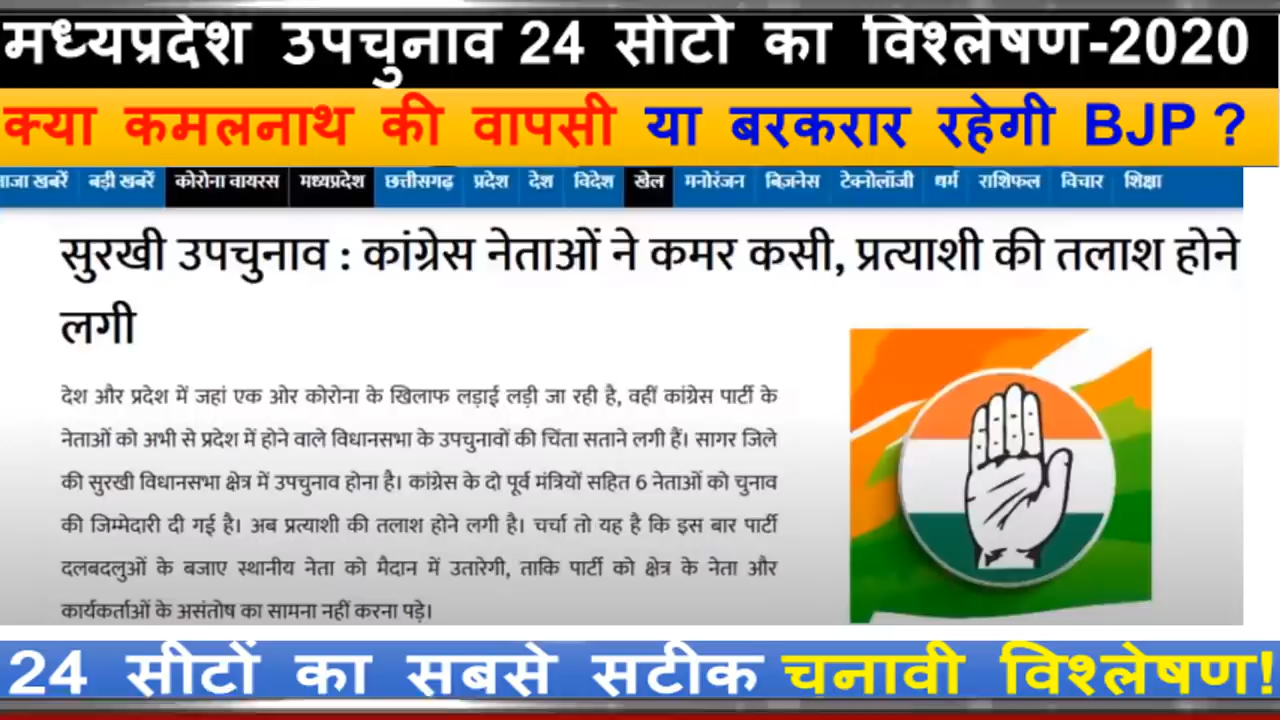 मध्यप्रदेश उपचुनाव 24 सीटो का विश्लेषण-2020
क्या कमलनाथ की वापसी या बरकरार रहेगी BJP ?
खबरें बड़ी खबरें कोरोना वायरस मध्यप्रदेश छत्तीसगढ़ प्रदेश देश विदेश खेल मनोरंजन बिज़नेस टेक्नोलॉजी धर्म राशिफल विचार शिक्षा
सुरखी उपचुनाव : कांग्रेस नेताओं ने कमर कसी, प्रत्याशी की तलाश होने
लगी
देश और प्रदेश में जहां एक ओर कोरोना के खिलाफ लड़ाई लड़ी जा रही है, वहीं कांग्रेस पार्टी के
नेताओं को अभी से प्रदेश में होने वाले विधानसभा के उपचुनावों की चिंता सताने लगी हैं। सागर जिले
की सुरखी विधानसभा क्षेत्र में उपचुनाव होना है। कांग्रेस के दो पूर्व मंत्रियों सहित 6 नेताओं को चुनाव
की जिम्मेदारी दी गई है। अब प्रत्याशी की तलाश होने लगी है। चर्चा तो यह है कि इस बार पार्टी
दलबदलुओं के बजाए स्थानीय नेता को मैदान में उतारेगी, ताकि पार्टी को क्षेत्र के नेता और
कार्यकर्ताओं के असंतोष का सामना नहीं करना पड़े।
24 सीटों का सबसे सटीक चनावी विश्लेषण!